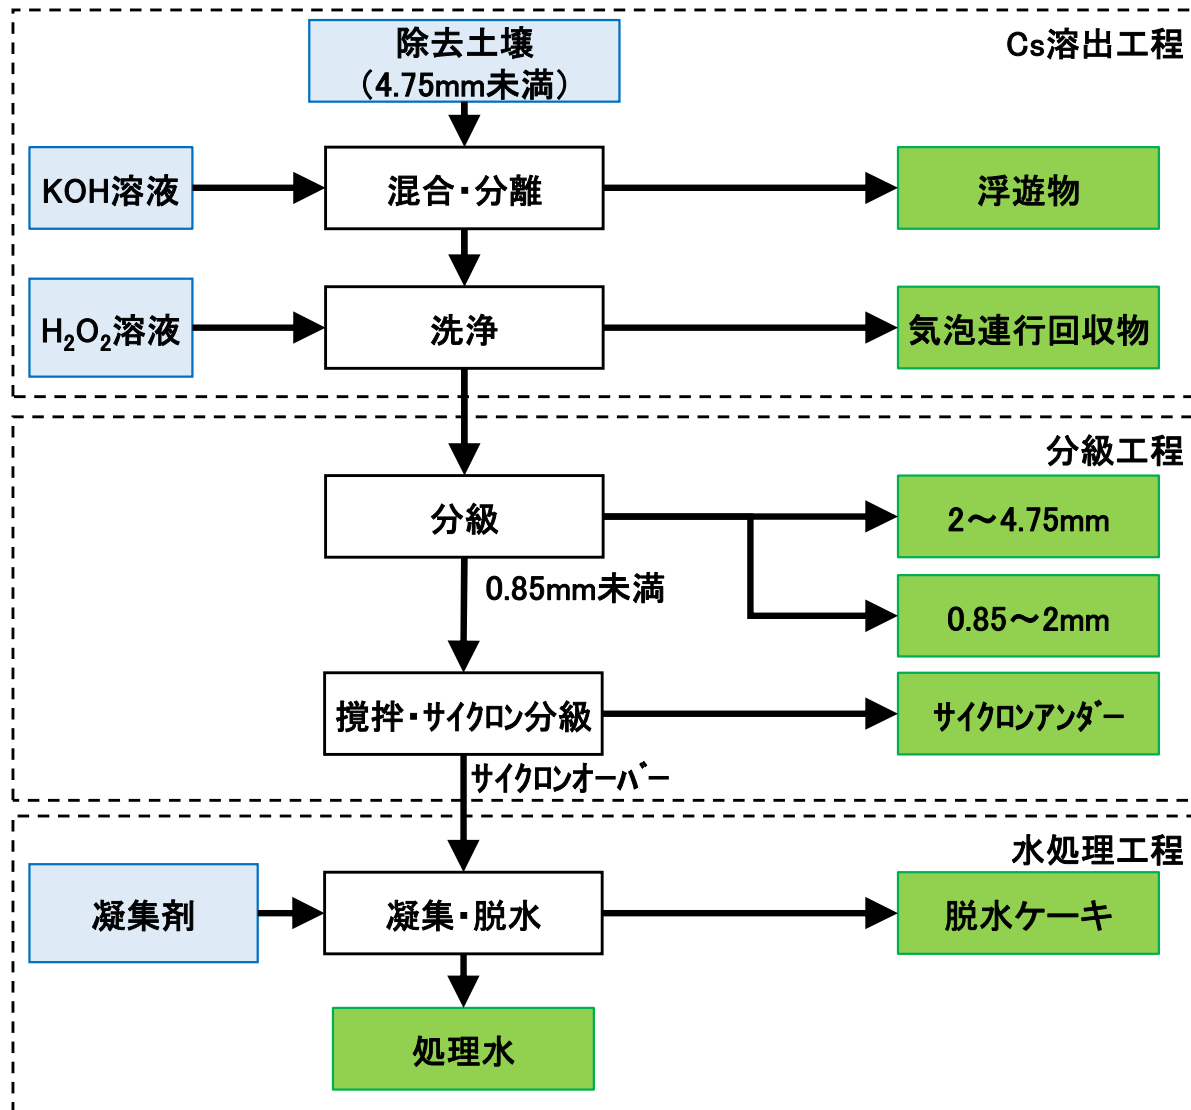 除去土壌
（4.75mm未満）
Cs溶出工程
KOH溶液
混合・分離
浮遊物
H₂O₂溶液
洗浄
気泡連行回収物
分級工程
分級
2～4.75mm
0.85mm未満
0.85～2mm
撹拌・サイクロン分級
サイクロンアンダー
サイクロンオーバー
水処理工程
凝集剤
凝集・脱水
脱水ケーキ
処理水